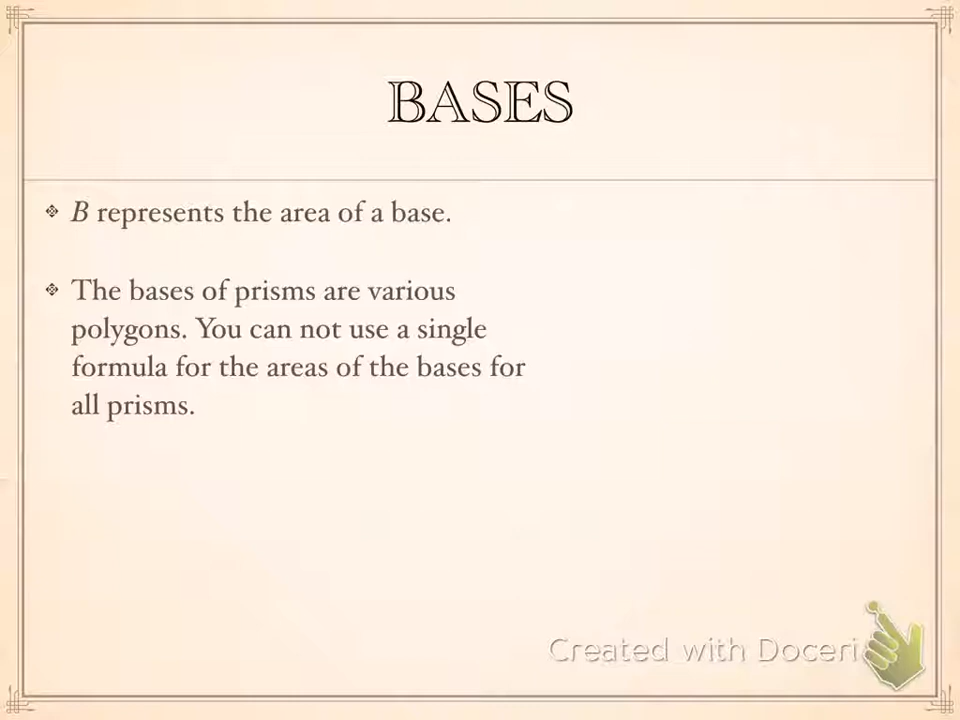 BASES
B represents the area of a base.
The bases of prisms are various
polygons. You can not use a single
formula for the areas of the bases for
all prisms.
Created with Doceri